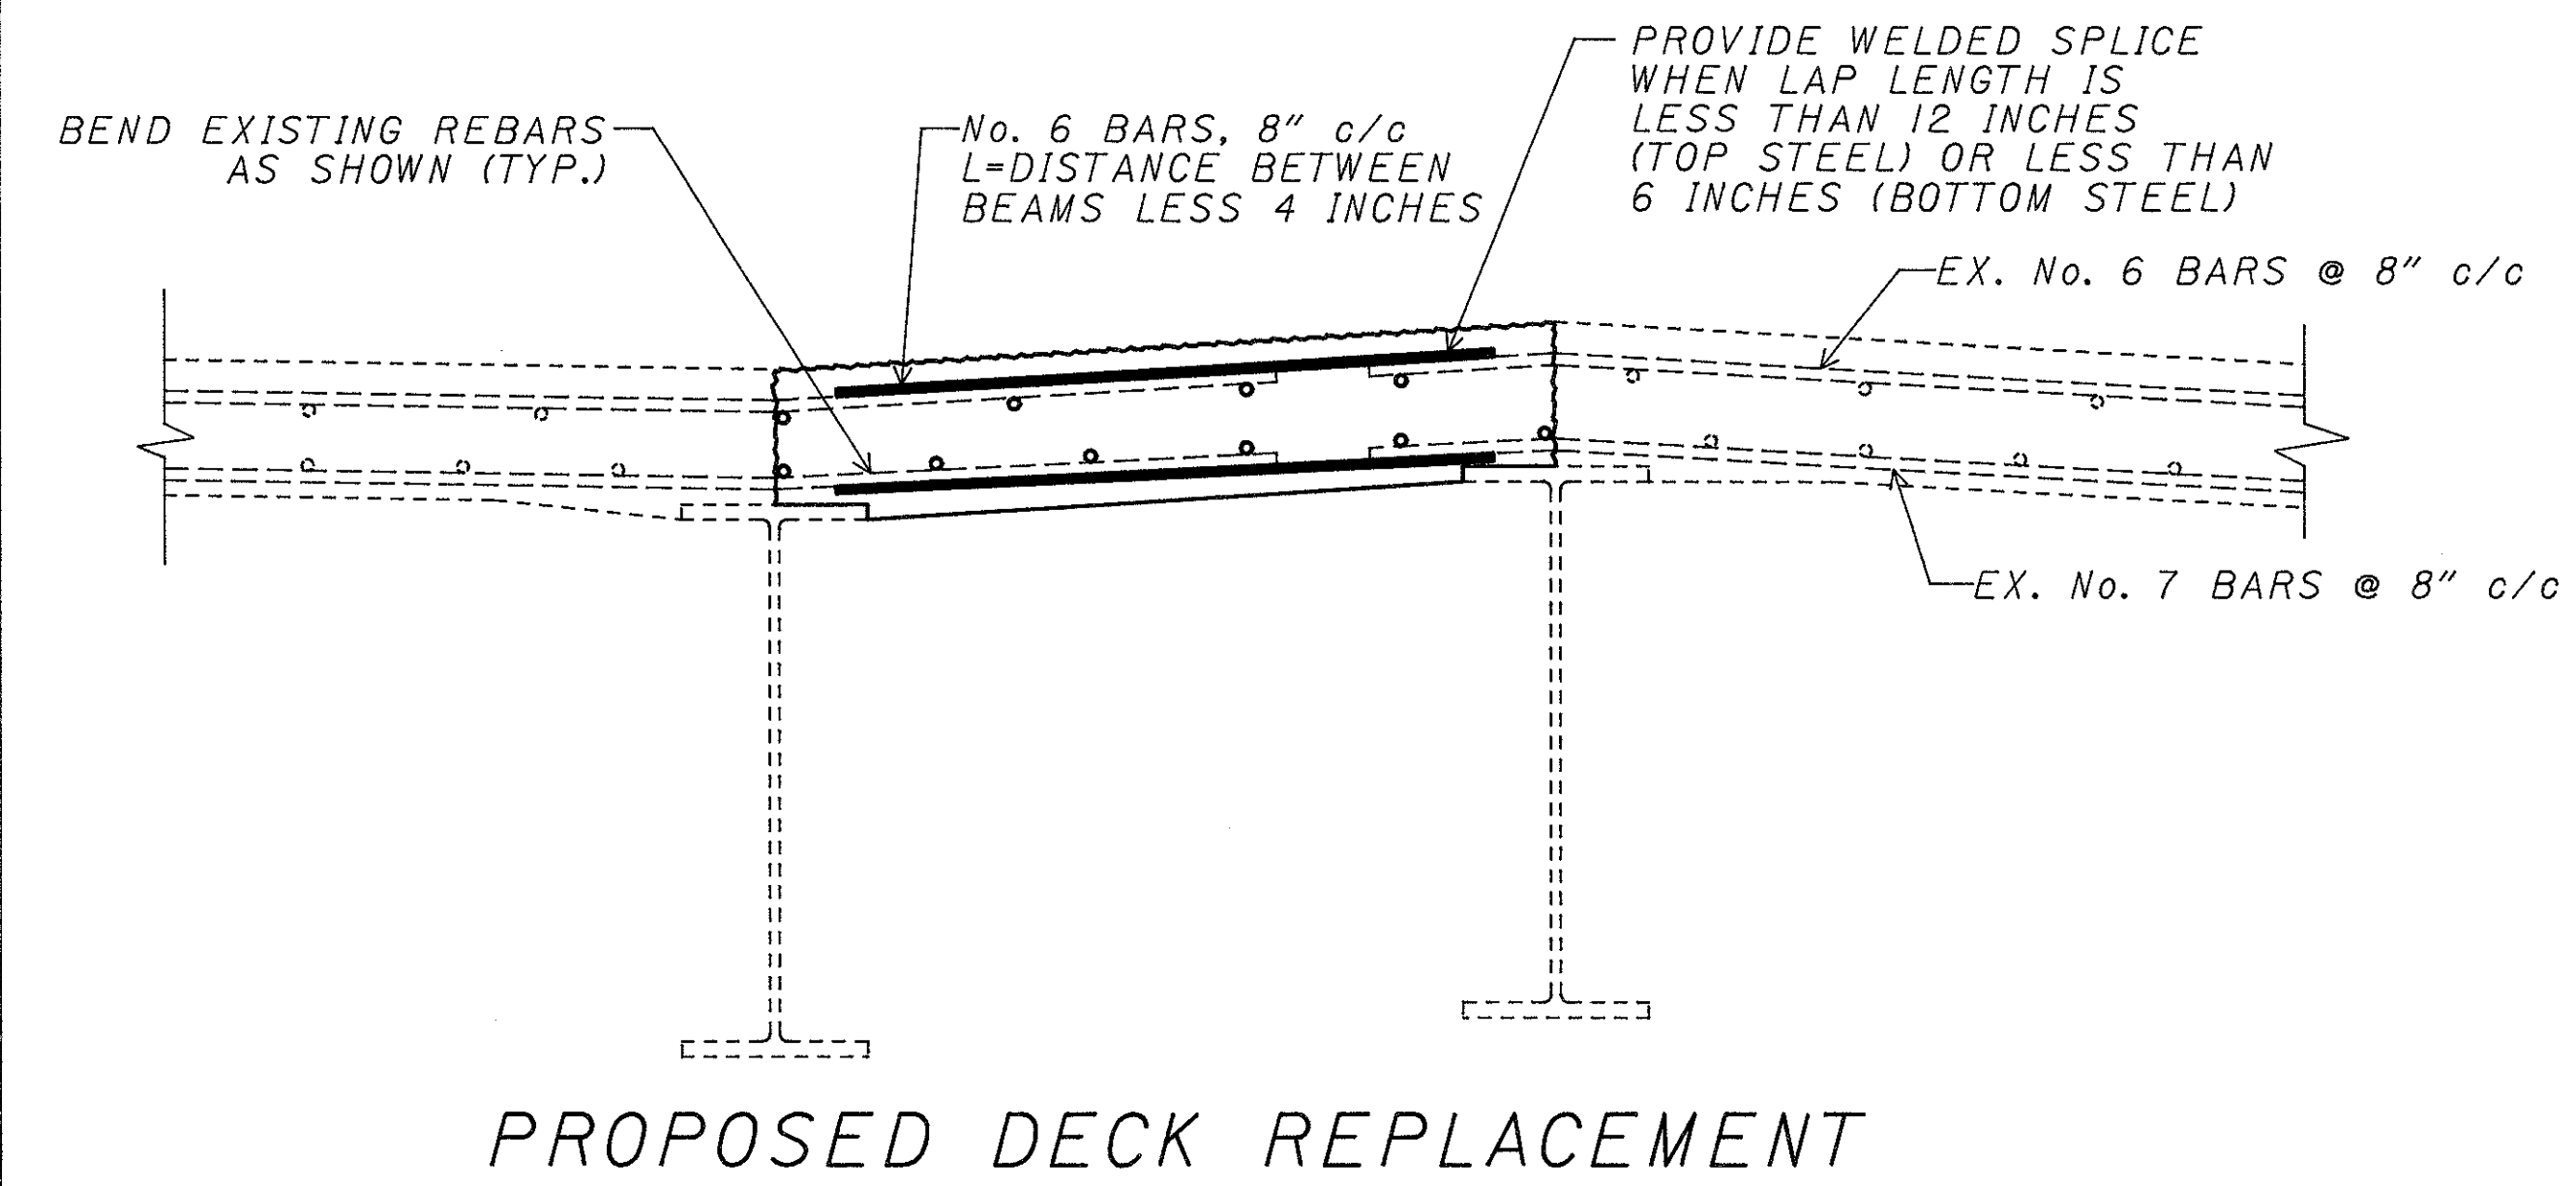 PROVIDE WELDED SPLICE
WHEN LAP LENGTH IS
LESS THAN 12 INCHES
(TOP STEEL) OR LESS THAN
6 INCHES (BOTTOM STEEL)
BEND EXISTING REBARS
AS SHOWN (TYP.)
No. 6 BARS, 8" c/c
L=DISTANCE BETWEEN
BEAMS LESS 4 INCHES
EX. No. 6 BARS @ 8" c/c
EX. No. 7 BARS @ 8" c/c
PROPOSED DECK REPLACEMENT